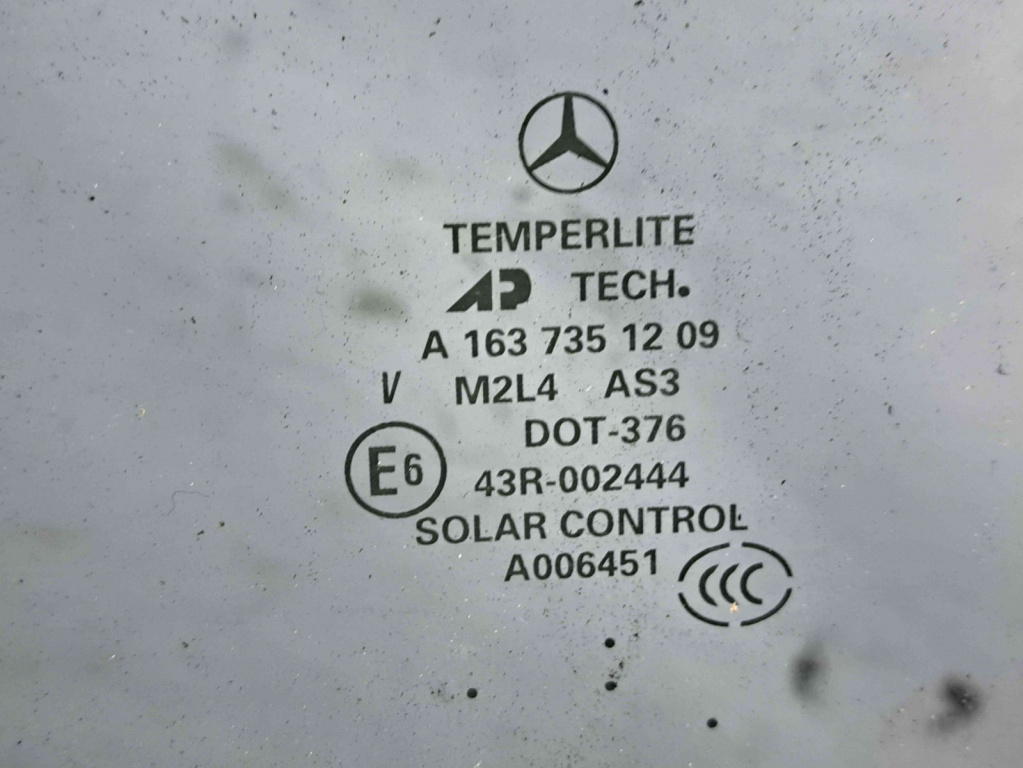 TEMPERLITE
AP TECH.
A 163 735 12 09
V M2L4 AS3
DOT-376
E6 43R-002444
SOLAR CONTROL
A006451
CCC